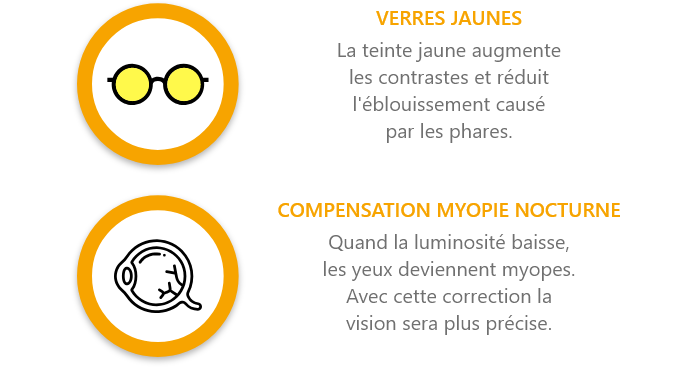 VERRES JAUNES
La teinte jaune augmente
les contrastes et réduit
l'éblouissement causé
par les phares.
COMPENSATION MYOPIE NOCTURNE
Quand la luminosité baisse,
les yeux deviennent myopes.
Avec cette correction la
vision sera plus précise.